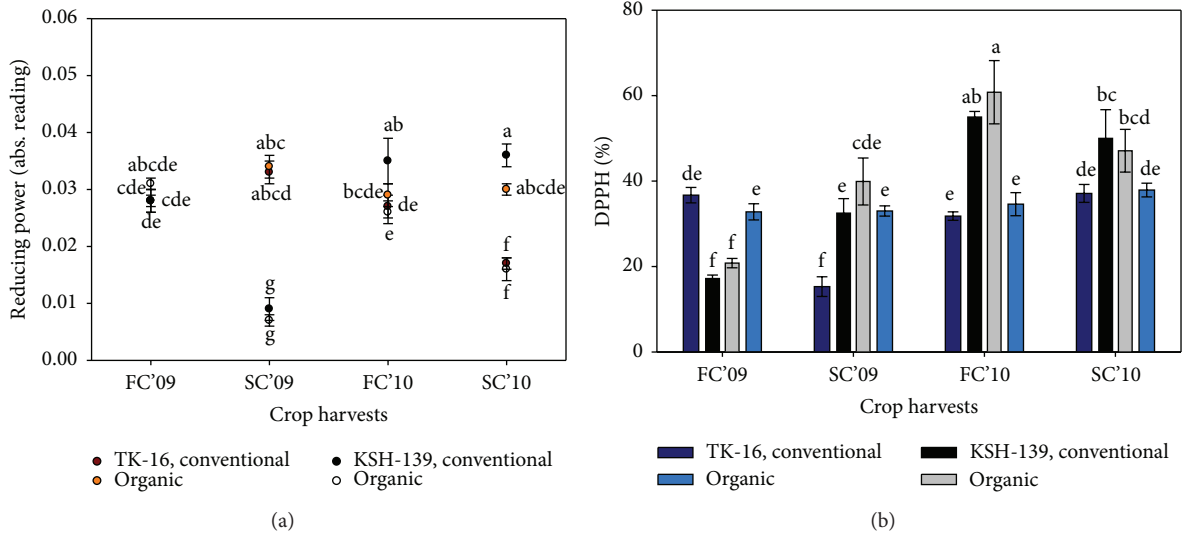 0.06
0.05
0.04
0.03
0.02
0.01
0.00
Reducing power (abs. reading)
abcde
cde
cde
de
abc
abcd
g
g
ab
bcde
de
e
a
abcde
f
f
FC'09
SC'09
FC'10
SC'10
Crop harvests
TK-16, conventional
KSH-139, conventional
Organic
Organic
(a)
80
60
40
20
0
DPPH (%)
de
f
f
e
f
e
cde
e
e
ab
a
e
de
bc
bcd
de
FC'09
SC'09
FC'10
SC'10
Crop harvests
TK-16, conventional
KSH-139, conventional
Organic
Organic
(b)